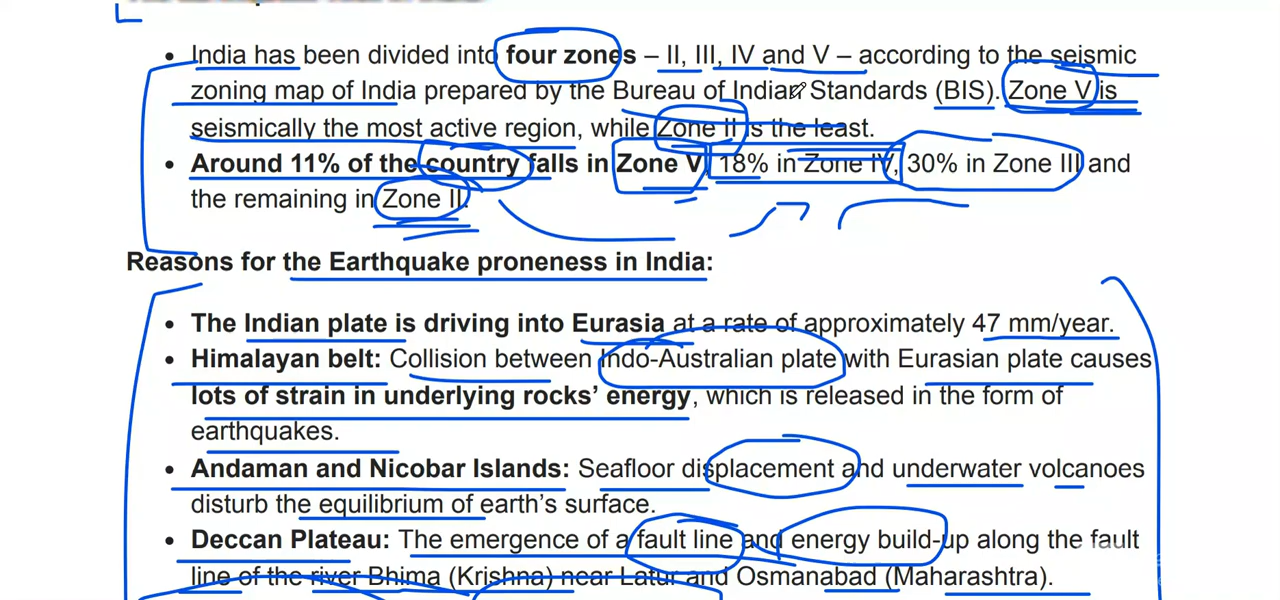 India has been divided into four zones – II, III, IV and V – according to the seismic
zoning map of India prepared by the Bureau of Indian Standards (BIS). Zone V is
seismically the most active region, while Zone II is the least.
Around 11% of the country falls in Zone V, 18% in Zone IV, 30% in Zone III and
the remaining in Zone II.
Reasons for the Earthquake proneness in India:
The Indian plate is driving into Eurasia at a rate of approximately 47 mm/year.
Himalayan belt: Collision between Indo-Australian plate with Eurasian plate causes
lots of strain in underlying rocks' energy, which is released in the form of
earthquakes.
Andaman and Nicobar Islands: Seafloor displacement and underwater volcanoes
disturb the equilibrium of earth's surface.
Deccan Plateau: The emergence of a fault line and energy build-up along the fault
line of the river Bhima (Krishna) near Latur and Osmanabad (Maharashtra).